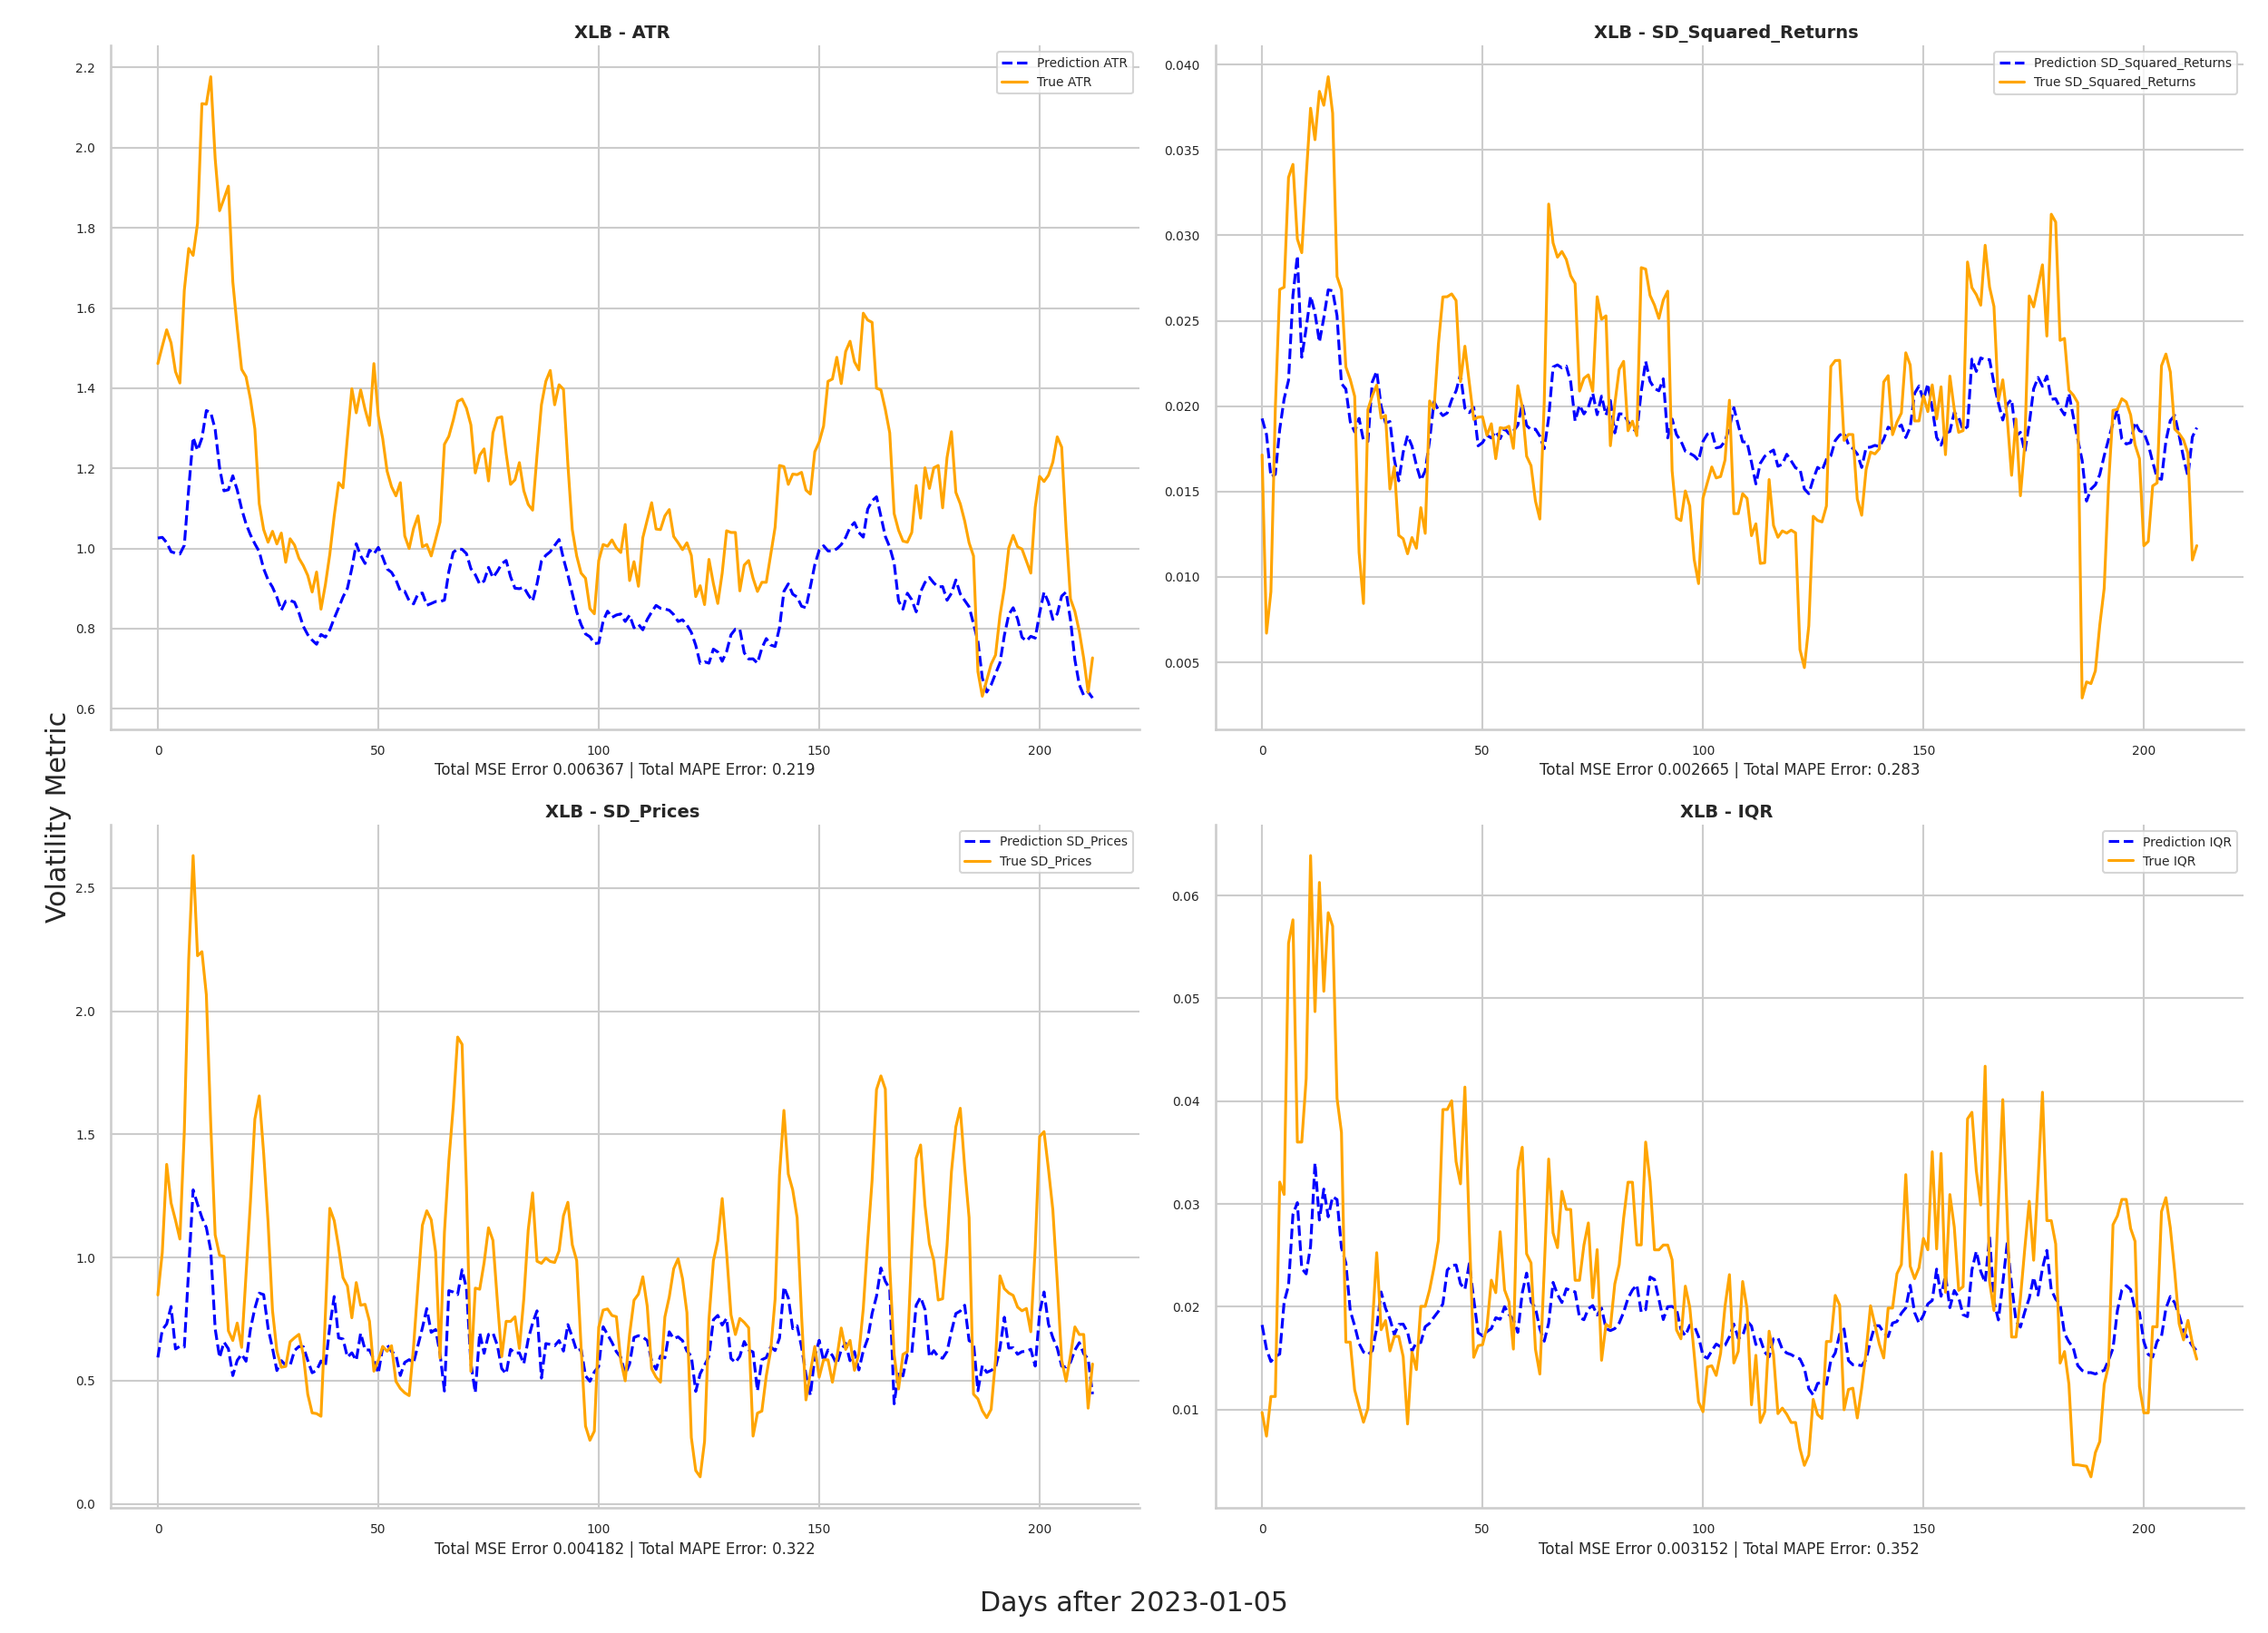 XLB - ATR
Prediction ATR
True ATR
2.2
2.0
1.8
1.6
1.4
1.2
1.0
0.8
0.6
0
50
100
150
200
Total MSE Error 0.006367 | Total MAPE Error: 0.219
XLB - SD_Squared_Returns
Prediction SD_Squared_Returns
True SD_Squared_Returns
0.040
0.035
0.030
0.025
0.020
0.015
0.010
0.005
0
50
100
150
200
Total MSE Error 0.002665 | Total MAPE Error: 0.283
Volatility Metric
XLB - SD_Prices
Prediction SD_Prices
True SD_Prices
2.5
2.0
1.5
1.0
0.5
0.0
0
50
100
150
200
Total MSE Error 0.004182 | Total MAPE Error: 0.322
XLB - IQR
Prediction IQR
True IQR
0.06
0.05
0.04
0.03
0.02
0.01
0
50
100
150
200
Total MSE Error 0.003152 | Total MAPE Error: 0.352
Days after 2023-01-05